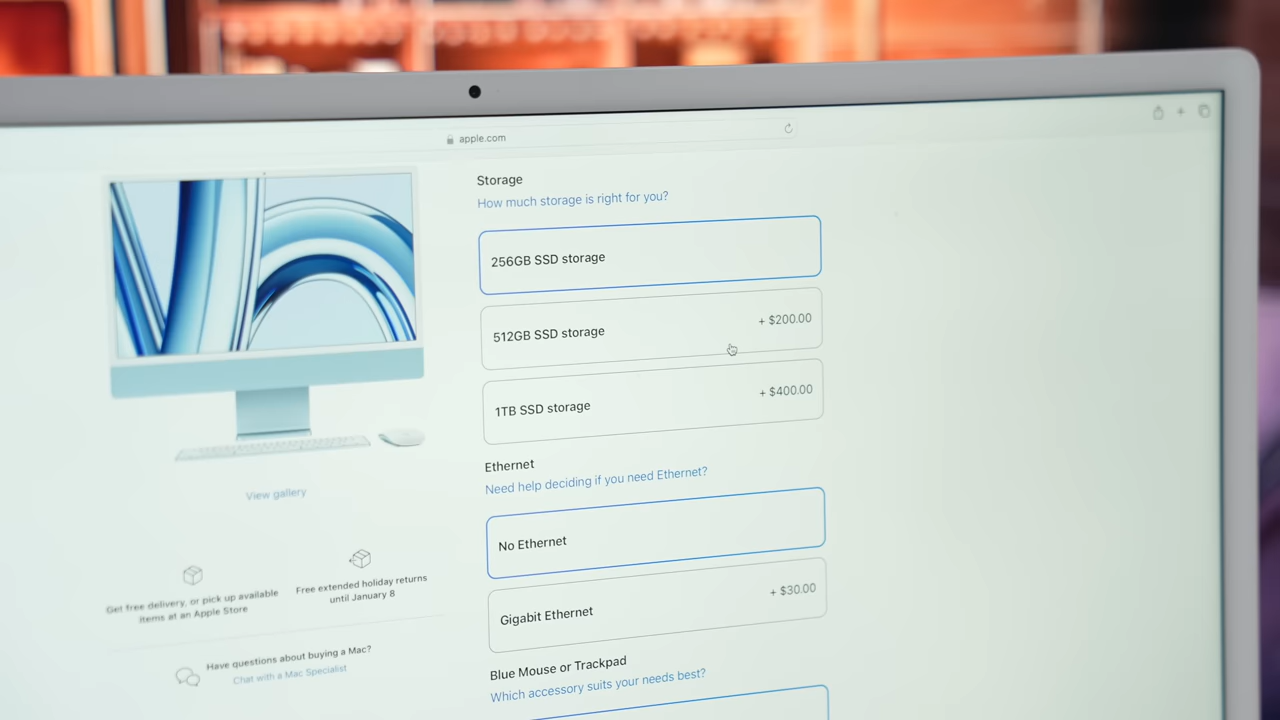 apple.com
Storage
How much storage is right for you?
256GB SSD storage
512GB SSD storage
+ $200.00
1TB SSD storage
+ $400.00
Ethernet
Need help deciding if you need Ethernet?
No Ethernet
Gigabit Ethernet
+ $30.00
Blue Mouse or Trackpad
Which accessory suits your needs best?
View gallery
Get free delivery, or pick up available
items at an Apple Store
Free extended holiday returns
until January 8
Have questions about buying a Mac?
Chat with a Mac Specialist